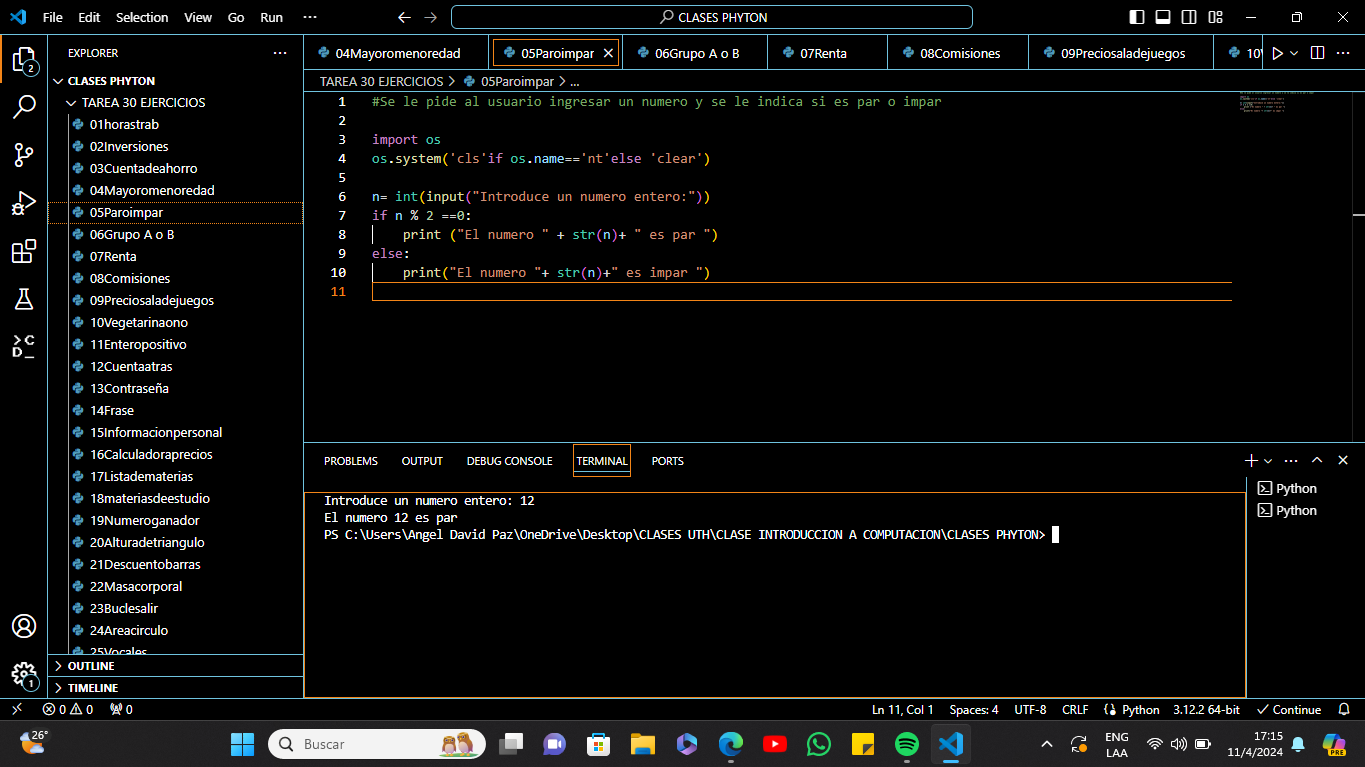 File Edit Selection View Go Run ···
CLASES PHYTON
EXPLORER ···
CLASES PHYTON
TAREA 30 EJERCICIOS
01horastrab
02Inversiones
03Cuentadeahorro
04Mayoromenoredad
05Paroimpar
06Grupo A o B
07Renta
08Comisiones
09Preciosaladejuegos
10Vegetarinaono
11Enteropositivo
12Cuentaatras
13Contraseña
14Frase
15Informacionpersonal
16Calculadoraprecios
17Listadematerias
18materiasdeestudio
19Numeroganador
20Alturadetriangulo
21Descuentobarras
22Masacorporal
23Buclesalir
24Areacirculo
25Vocales
OUTLINE
TIMELINE
2
1
04Mayoromenoredad 05Paroimpar 06Grupo A o B 07Renta 08Comisiones 09Preciosaladejuegos 10V
TAREA 30 EJERCICIOS > 05Paroimpar > ...
1 #Se le pide al usuario ingresar un numero y se le indica si es par o impar
2
3 import os
4 os.system('cls'if os.name=='nt'else 'clear')
5
6 n= int(input("Introduce un numero entero:"))
7 if n % 2 ==0:
8     print ("El numero " + str(n)+ " es par ")
9 else:
10     print("El numero "+ str(n)+" es impar ")
11
PROBLEMS OUTPUT DEBUG CONSOLE TERMINAL PORTS
Introduce un numero entero: 12
El numero 12 es par
PS C:\Users\Angel David Paz\OneDrive\Desktop\CLASES UTH\CLASE INTRODUCCION A COMPUTACION\CLASES PHYTON>
Python
Python
0 0 0 Ln 11, Col 1 Spaces: 4 UTF-8 CRLF Python 3.12.2 64-bit Continue
26° Buscar ENG 17:15
LAA 11/4/2024
PRE